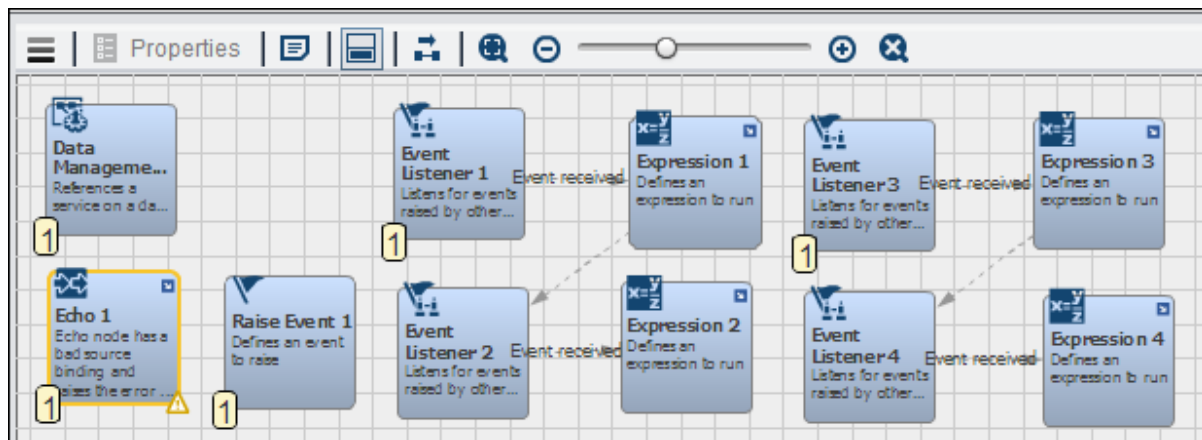 Properties
Data
Manageme...
References a
service on a da...
1
Event
Listener 1
Listens for events
raised by other...
1
Event received
x=y/z
Expression 1
Defines an
expression to run
Event
Listener 3
Listens for events
raised by other...
1
Event received
x=y/z
Expression 3
Defines an
expression to run
Echo 1
Echo node has a
bad source
binding and
raises the error ...
1
Raise Event 1
Defines an event
to raise
1
Event
Listener 2
Listens for events
raised by other...
Event received
x=y/z
Expression 2
Defines an
expression to run
Event
Listener 4
Listens for events
raised by other...
Event received
x=y/z
Expression 4
Defines an
expression to run